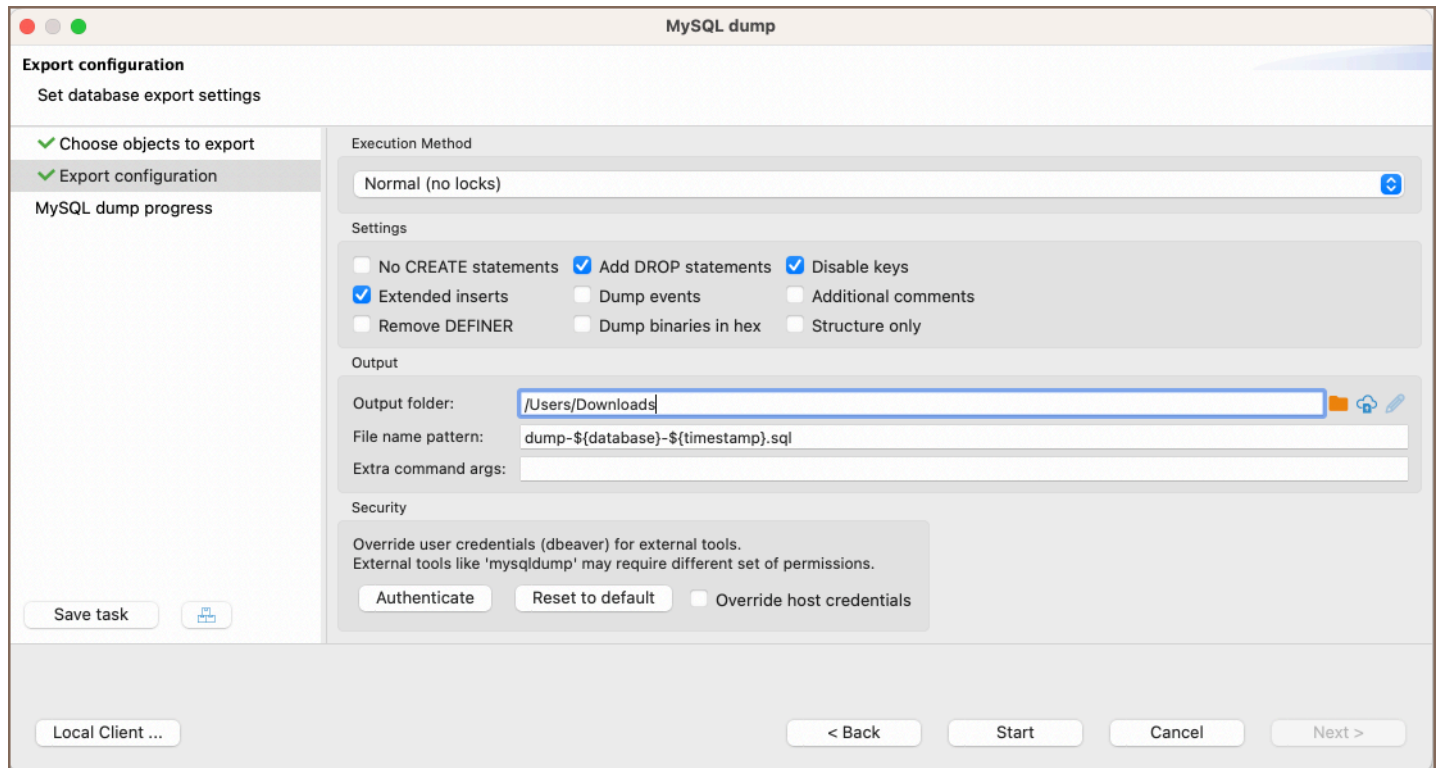 MySQL dump
Export configuration
Set database export settings
Choose objects to export
Export configuration
MySQL dump progress
Execution Method
Normal (no locks)
Settings
No CREATE statements Add DROP statements Disable keys
Extended inserts Dump events Additional comments
Remove DEFINER Dump binaries in hex Structure only
Output
Output folder: /Users/Downloads
File name pattern: dump-${database}-${timestamp}.sql
Extra command args:
Security
Override user credentials (dbeaver) for external tools.
External tools like 'mysqldump' may require different set of permissions.
Authenticate Reset to default Override host credentials
Save task
Local Client ... < Back Start Cancel Next >